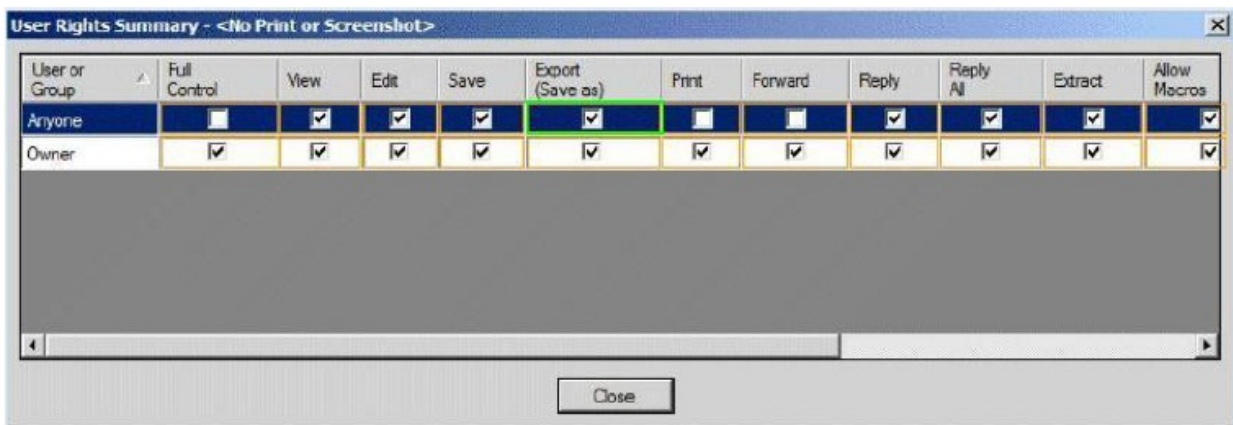 User Rights Summary - <No Print or Screenshot>
User or Group Full Control View Edit Save Export (Save as) Print Forward Reply Reply All Extract Allow Macros
Anyone
Owner
Close